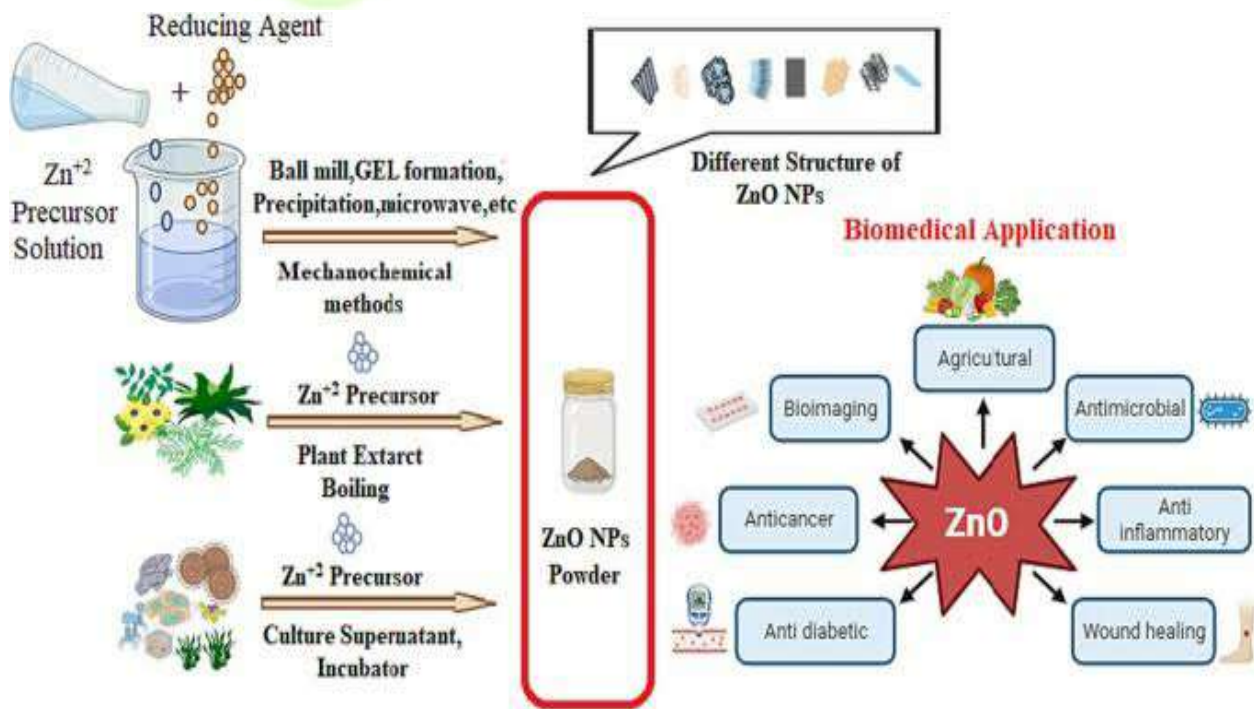 Reducing Agent
+
Zn+2
Precursor
Solution
Ball mill,GEL formation,
Precipitation,microwave,etc
Mechanochemical
methods
Zn+2 Precursor
Plant Extarct
Boiling
Zn+2 Precursor
Culture Supernatant,
Incubator
ZnO NPs
Powder
Different Structure of
ZnO NPs
Biomedical Application
Agricultural
Bioimaging
Antimicrobial
Anticancer
ZnO
Anti
inflammatory
Anti diabetic
Wound healing